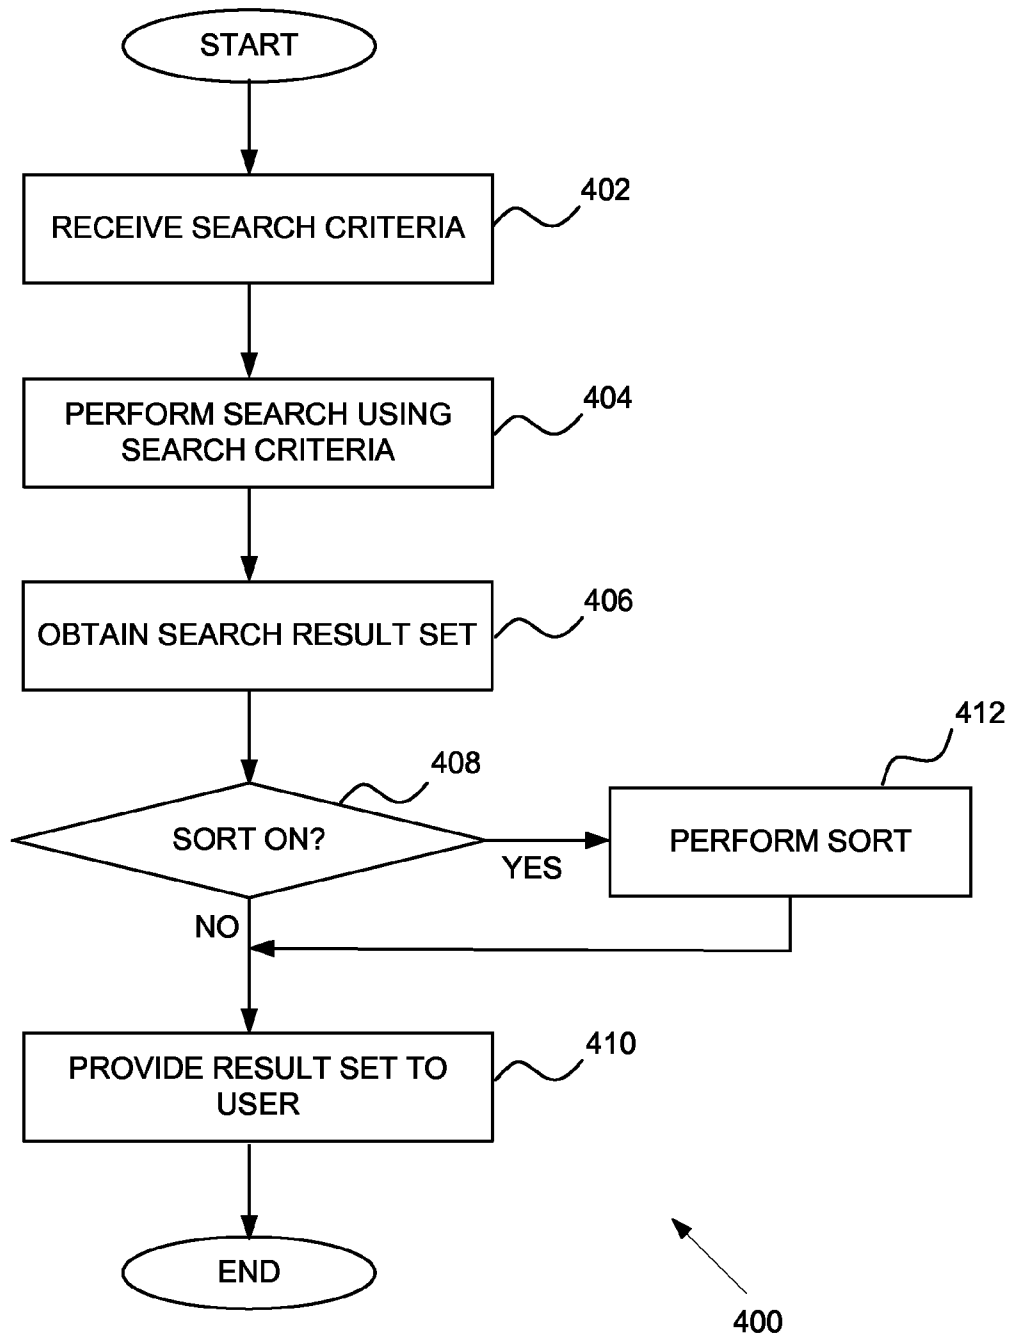 START
402
RECEIVE SEARCH CRITERIA
404
PERFORM SEARCH USING
SEARCH CRITERIA
406
OBTAIN SEARCH RESULT SET
412
408
SORT ON?
PERFORM SORT
YES
NO
410
PROVIDE RESULT SET TO
USER
END
400